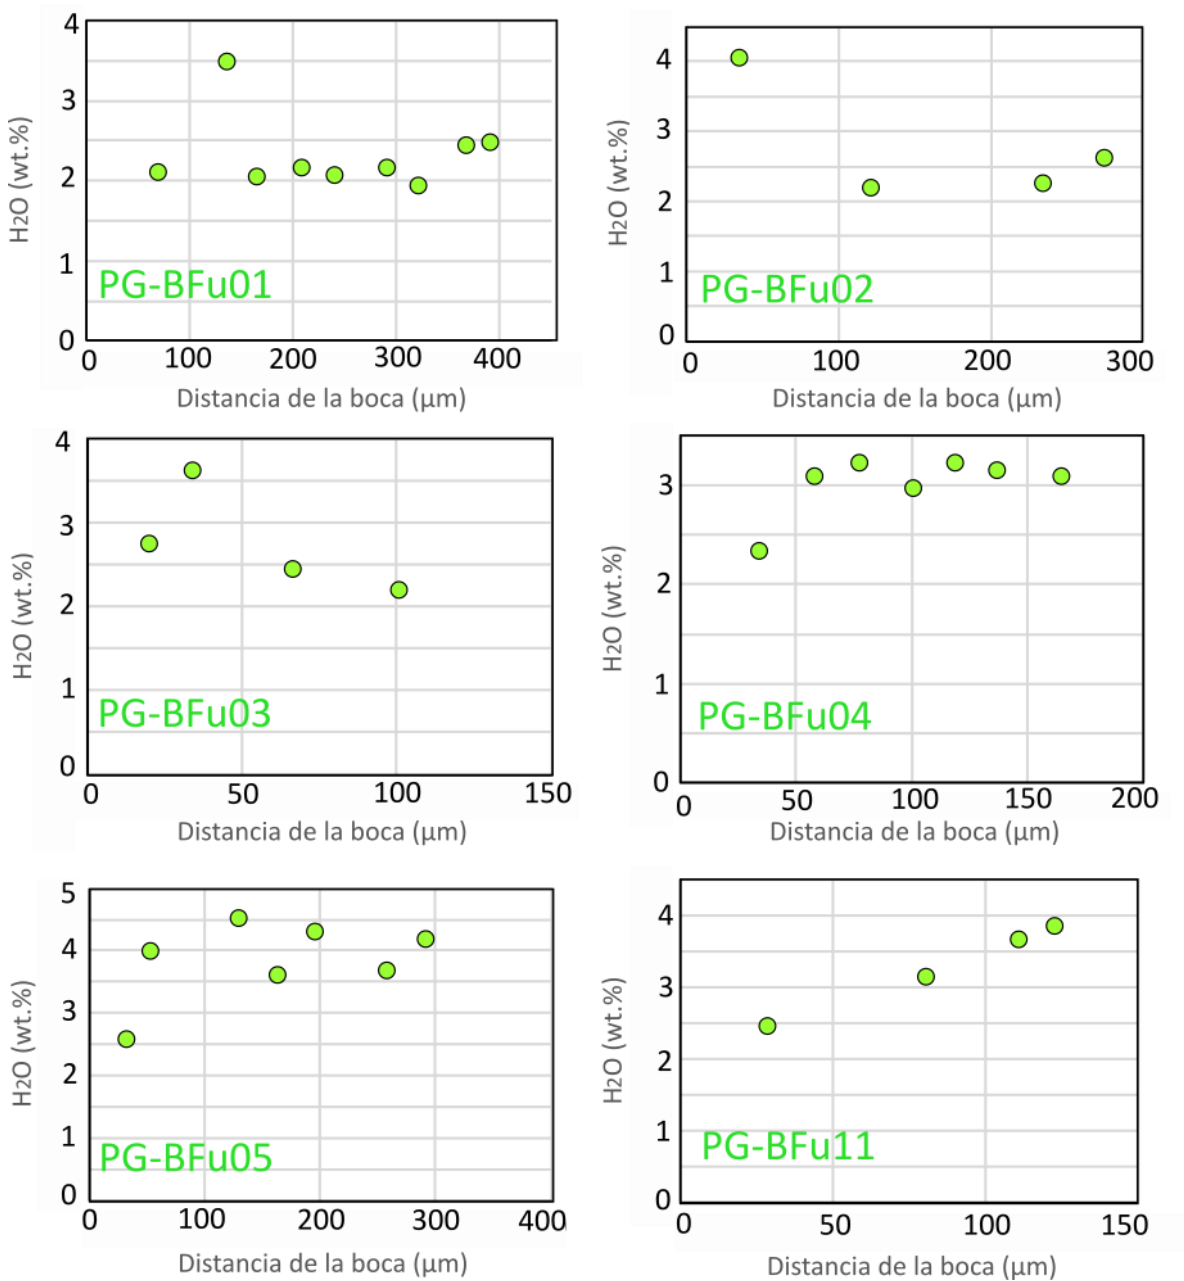 4
3
2
1
0
H2O (wt.%)
PG-BFu01
0 100 200 300 400
Distancia de la boca (µm)
4
3
2
1
0
H2O (wt.%)
PG-BFu02
0 100 200 300
Distancia de la boca (µm)
4
3
2
1
0
H2O (wt.%)
PG-BFu03
0 50 100 150
Distancia de la boca (µm)
3
2
1
0
H2O (wt.%)
PG-BFu04
0 50 100 150 200
Distancia de la boca (µm)
5
4
3
2
1
0
H2O (wt.%)
PG-BFu05
0 100 200 300 400
Distancia de la boca (µm)
4
3
2
1
0
H2O (wt.%)
PG-BFu11
0 50 100 150
Distancia de la boca (µm)